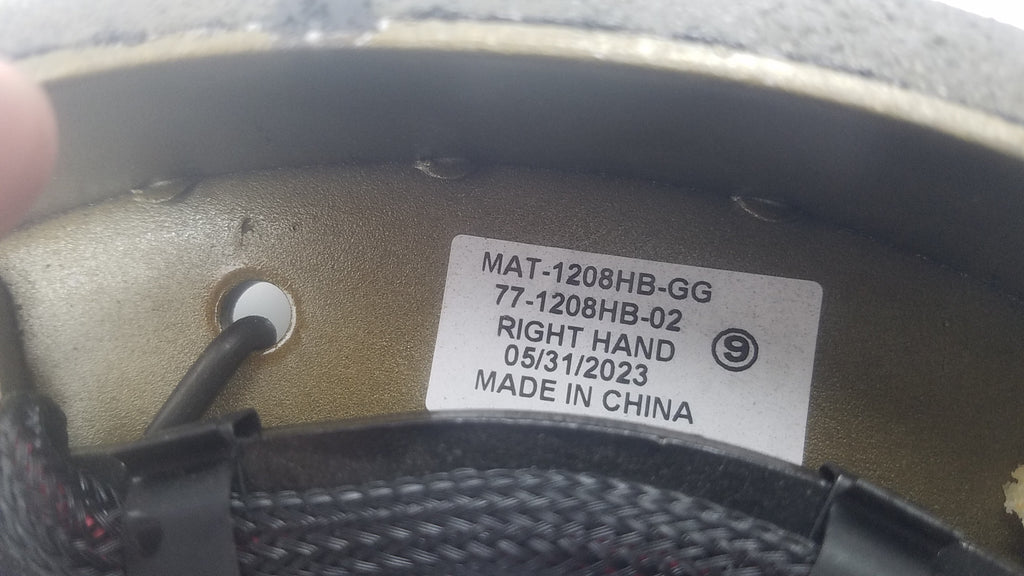 MAT-1208HB-GG
77-1208HB-02
RIGHT HAND
9
05/31/2023
MADE IN CHINA